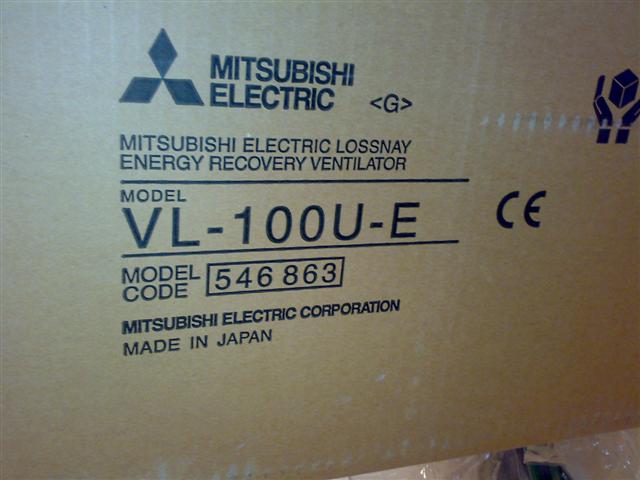 MITSUBISHI
ELECTRIC <G>
MITSUBISHI ELECTRIC LOSSNAY
ENERGY RECOVERY VENTILATOR
MODEL
VL-100U-E
CE
MODEL
CODE 546 863
MITSUBISHI ELECTRIC CORPORATION
MADE IN JAPAN